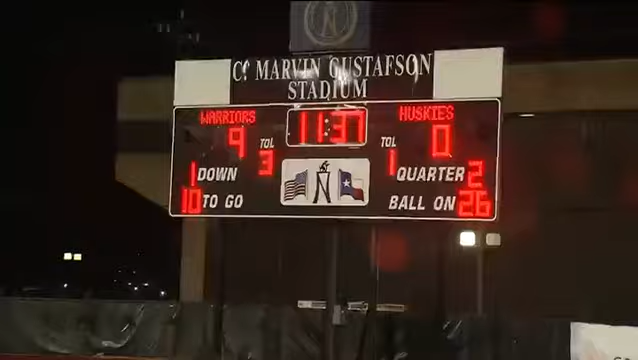 C. MARVIN GUSTAFSON
STADIUM
WARRIORS 11:37 HUSKIES
9 TOL 3 TOL 1 0
1 DOWN N QUARTER 2
10 TO GO BALL ON 26